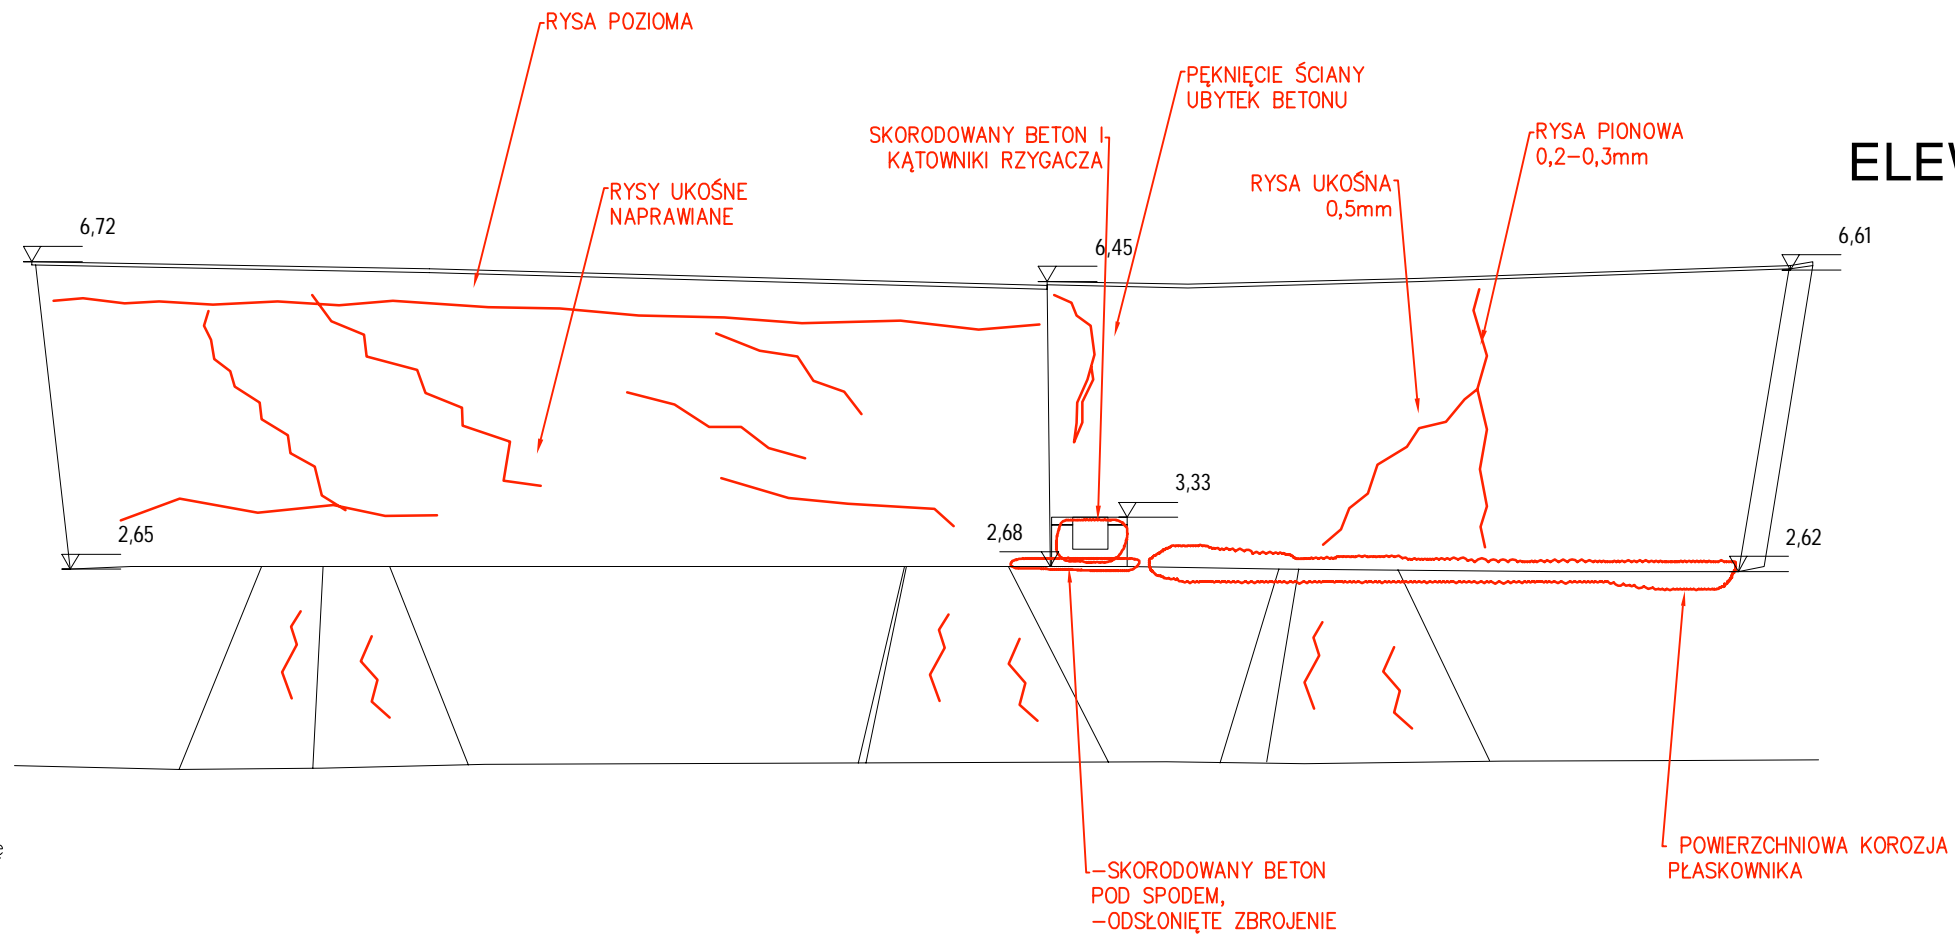 RYSA POZIOMA
PĘKNIĘCIE ŚCIANY
UBYTEK BETONU
SKORODOWANY BETON I
KĄTOWNIKI RZYGACZA
RYSA PIONOWA
0,2-0,3mm
ELEW
RYSA UKOŚNA
0,5mm
RYSY UKOŚNE
NAPRAWIANE
6,72
6,45
6,61
3,33
2,65
2,68
2,62
POWIERZCHNIOWA KOROZJA
PŁASKOWNIKA
-SKORODOWANY BETON
POD SPODEM,
-ODSŁONIĘTE ZBROJENIE